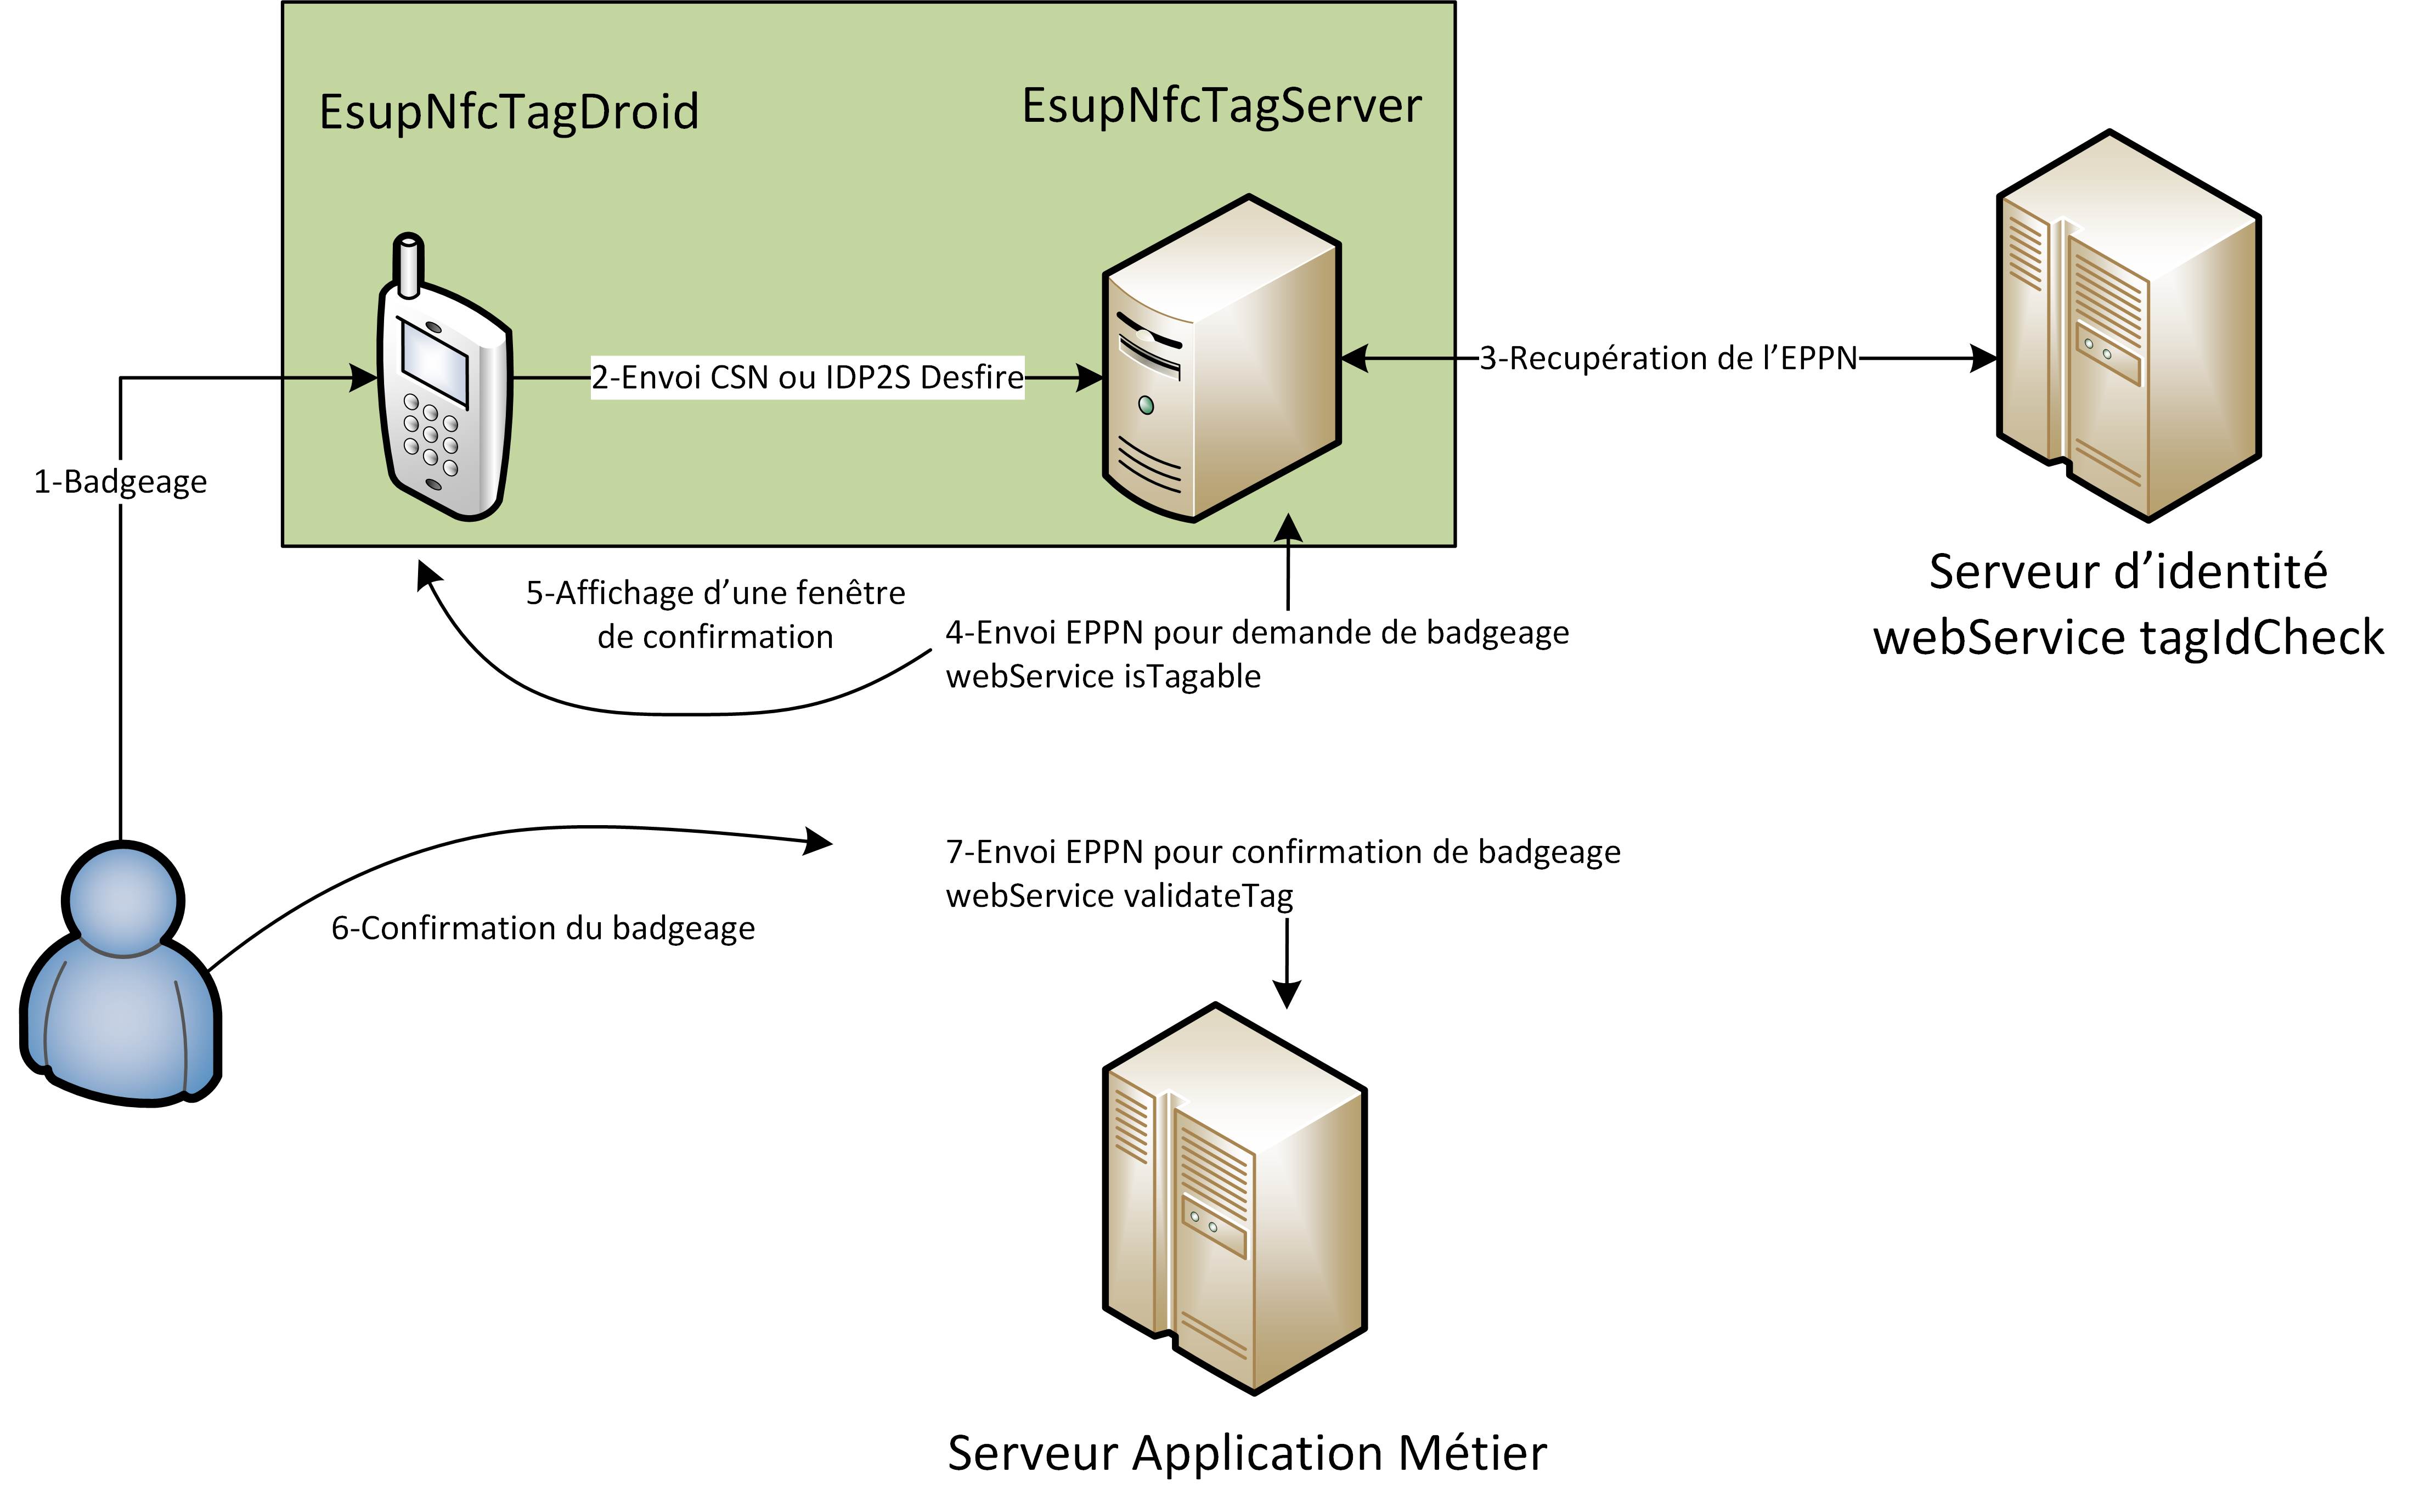 EsupNfcTagDroid
EsupNfcTagServer
2-Envoi CSN ou IDP2S Desfire
3-Recupération de l’EPPN
1-Badgeage
Serveur d’identité
webService tagIdCheck
5-Affichage d’une fenêtre
de confirmation
4-Envoi EPPN pour demande de badgeage
webService isTagable
7-Envoi EPPN pour confirmation de badgeage
webService validateTag
6-Confirmation du badgeage
Serveur Application Métier